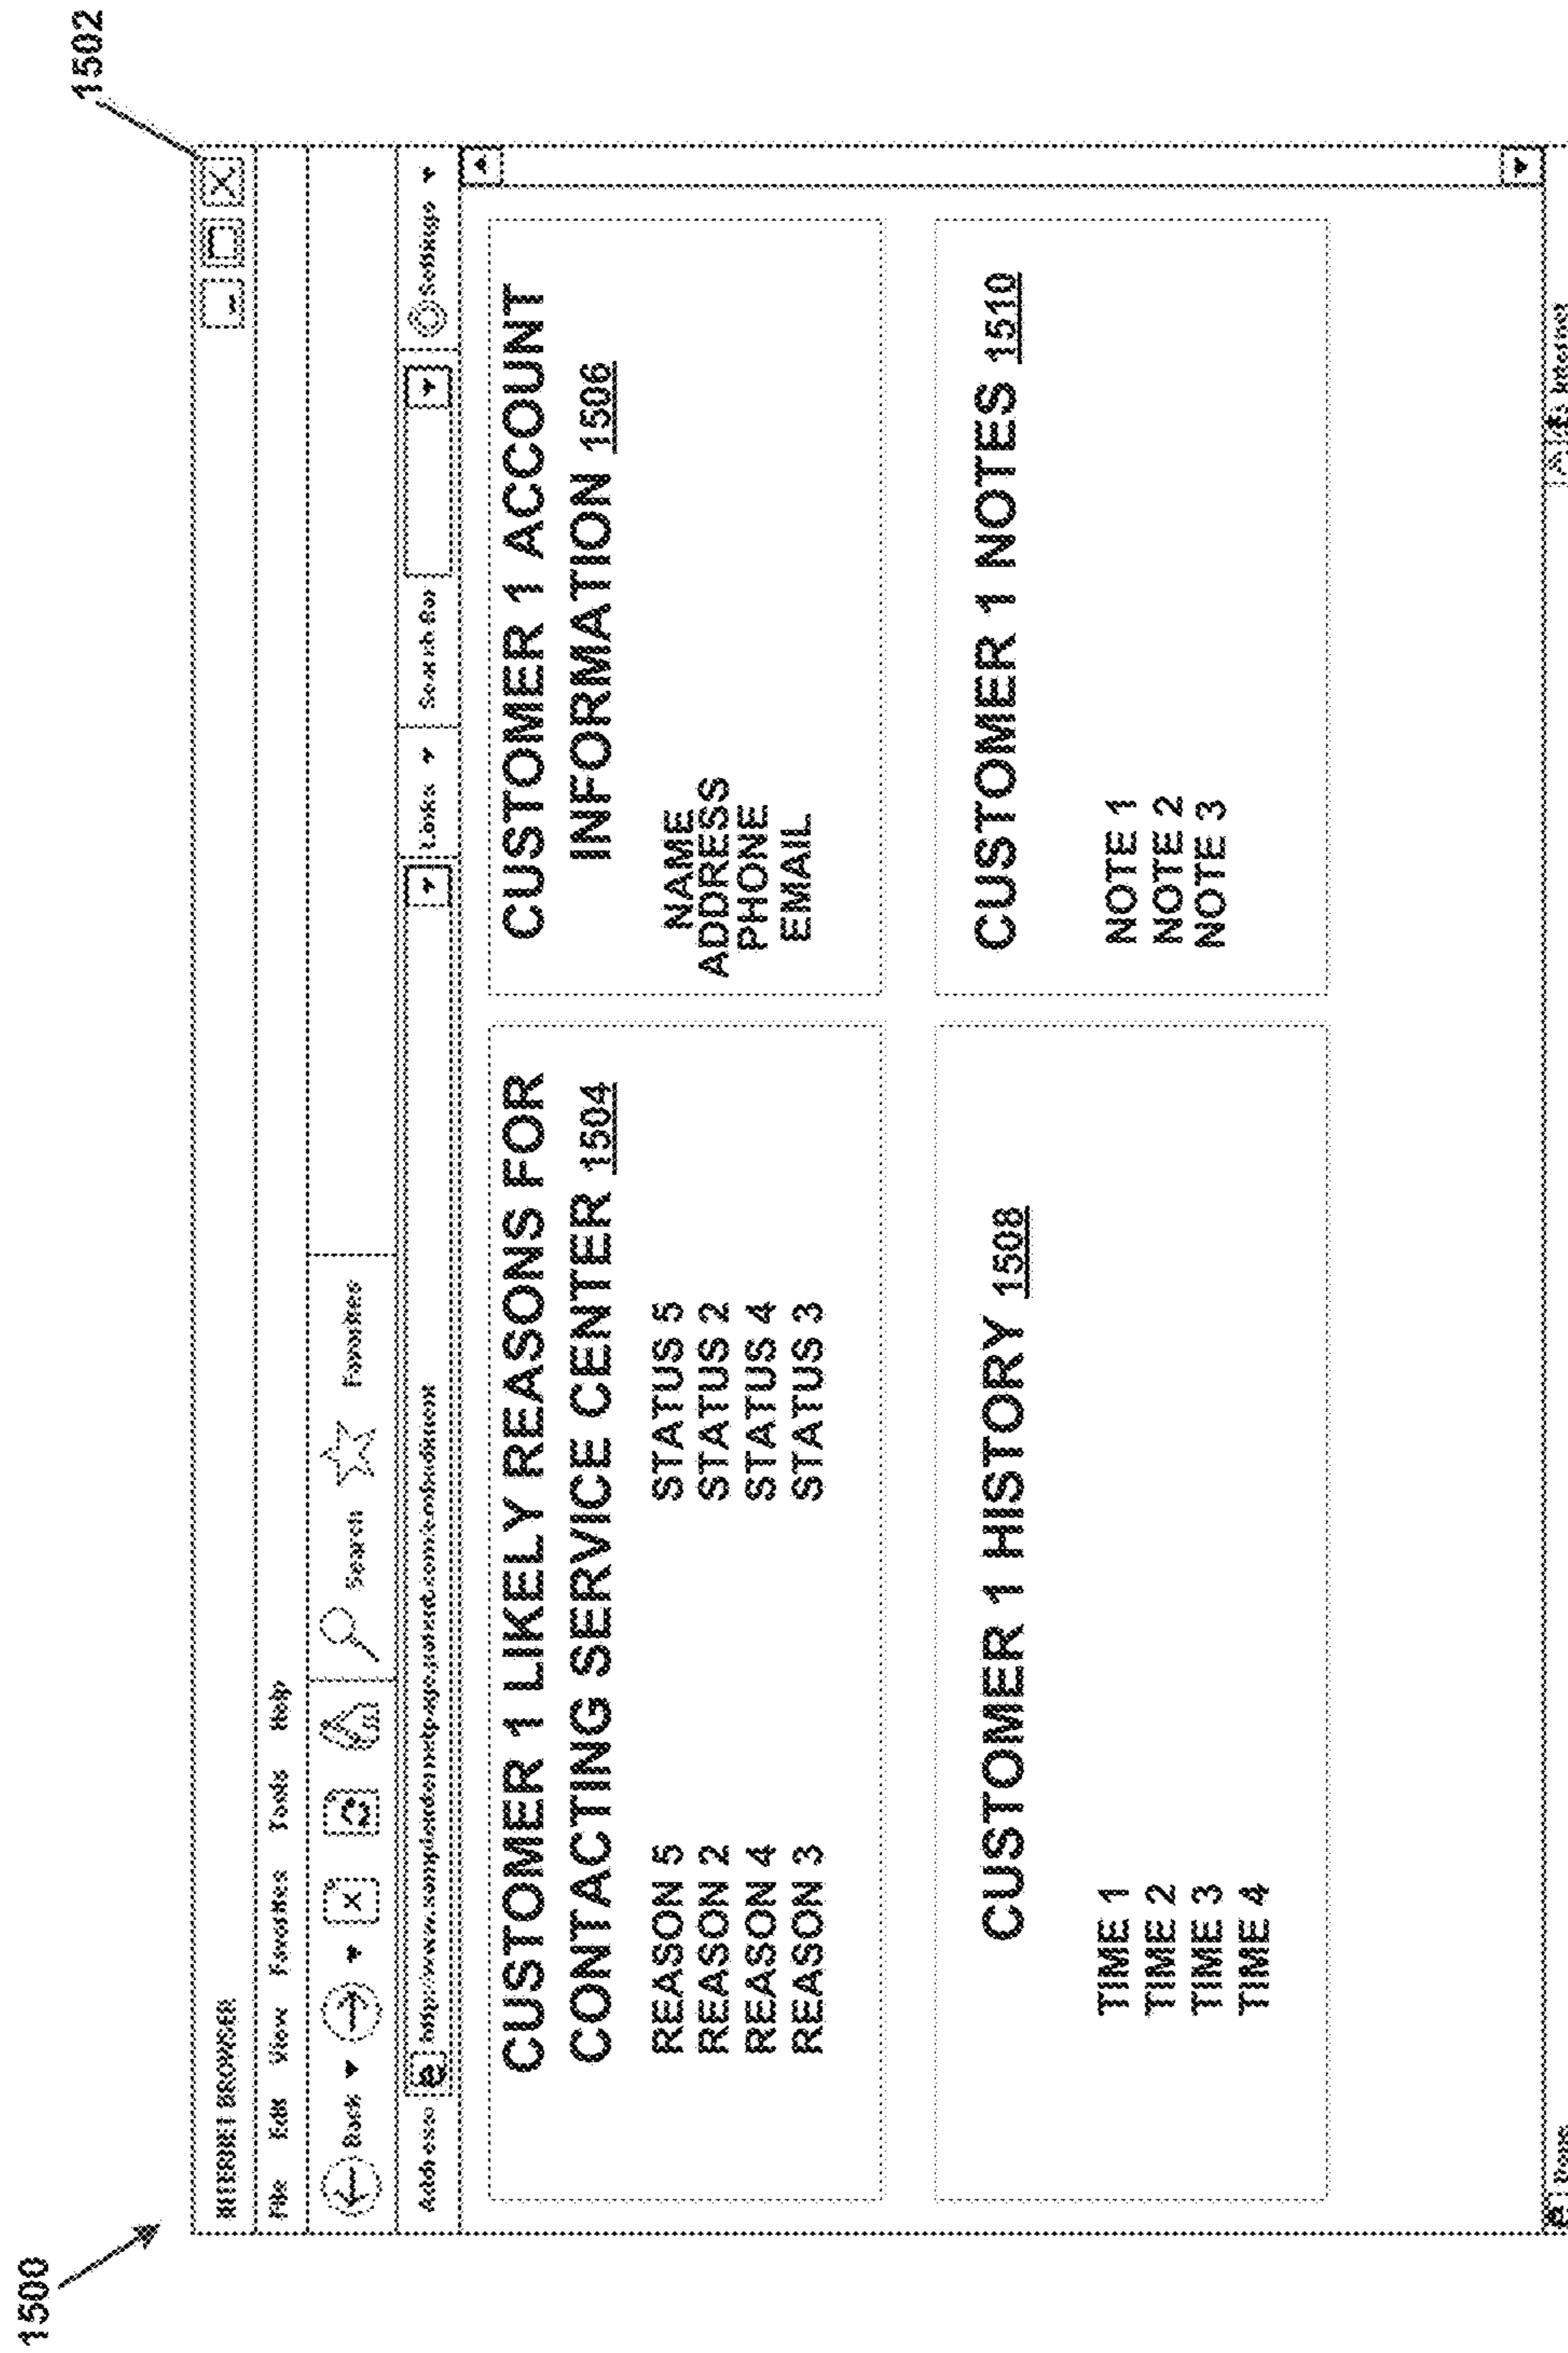 1500
1502
INTERNET BROWSER
File Edit View Favorites Tools Help
Back Search Favorites
Address Links Search Bar Settings
CUSTOMER 1 LIKELY REASONS FOR
CONTACTING SERVICE CENTER 1504
REASON 5 STATUS 5
REASON 2 STATUS 2
REASON 4 STATUS 4
REASON 3 STATUS 3
CUSTOMER 1 ACCOUNT
INFORMATION 1506
NAME
ADDRESS
PHONE
EMAIL
CUSTOMER 1 HISTORY 1508
TIME 1
TIME 2
TIME 3
TIME 4
CUSTOMER 1 NOTES 1510
NOTE 1
NOTE 2
NOTE 3